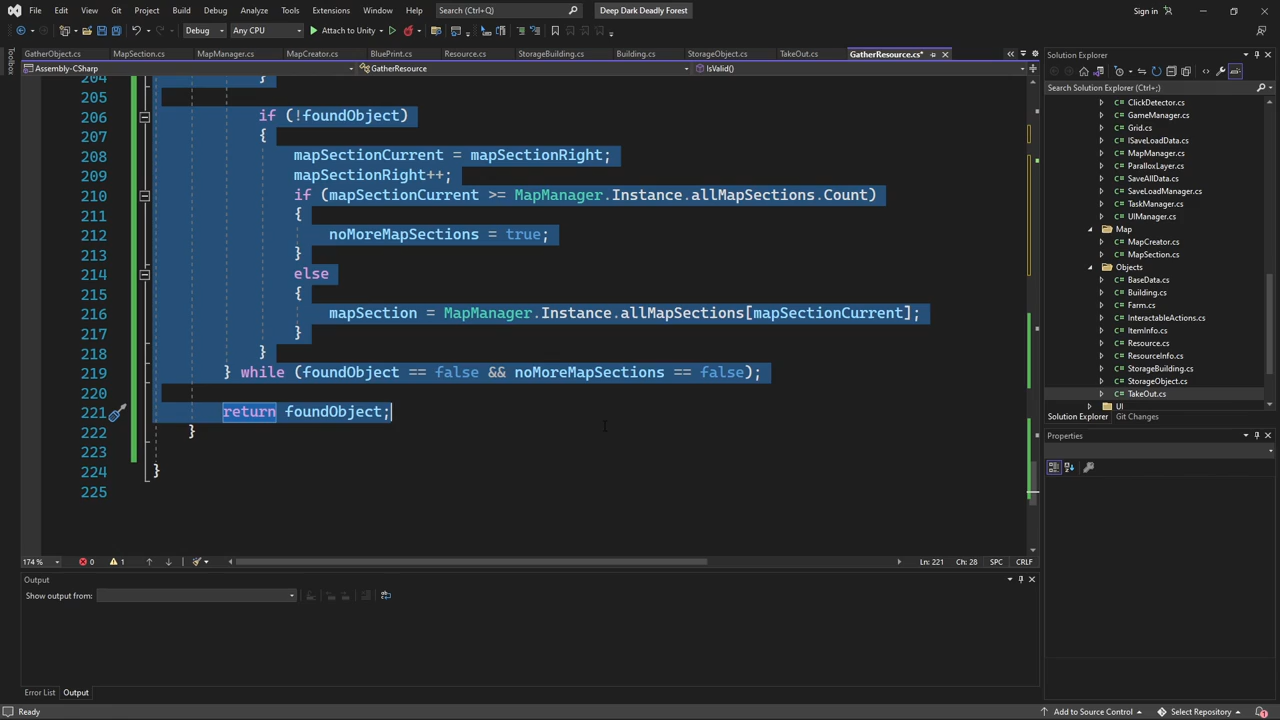 File Edit View Git Project Build Debug Analyze Tools Extensions Window Help Search (Ctrl+Q) Deep Dark Deadly Forest Sign in
Debug Any CPU Attach to Unity
GatherObject.cs MapSection.cs MapManager.cs MapCreator.cs BluePrint.cs Resource.cs StorageBuilding.cs Building.cs StorageObject.cs TakeOut.cs GatherResource.cs*
Assembly-CSharp GatherResource IsValid()
Toolbox
204 }
205
206 if (!foundObject)
207 {
208 mapSectionCurrent = mapSectionRight;
209 mapSectionRight++;
210 if (mapSectionCurrent >= MapManager.Instance.allMapSections.Count)
211 {
212 noMoreMapSections = true;
213 }
214 else
215 {
216 mapSection = MapManager.Instance.allMapSections[mapSectionCurrent];
217 }
218 }
219 } while (foundObject == false && noMoreMapSections == false);
220
221 return foundObject;
222 }
223
224 }
225
174 % 0 1 Ln: 221 Ch: 28 SPC CRLF
Output
Show output from:
Error List Output
Ready Add to Source Control Select Repository 1
Solution Explorer
Search Solution Explorer (Ctrl+;)
ClickDetector.cs
GameManager.cs
Grid.cs
ISaveLoadData.cs
MapManager.cs
ParalloxLayer.cs
SaveAllData.cs
SaveLoadManager.cs
TaskManager.cs
UIManager.cs
Map
MapCreator.cs
MapSection.cs
Objects
BaseData.cs
Building.cs
Farm.cs
InteractableActions.cs
ItemInfo.cs
Resource.cs
ResourceInfo.cs
StorageBuilding.cs
StorageObject.cs
TakeOut.cs
UI
Solution Explorer Git Changes
Properties